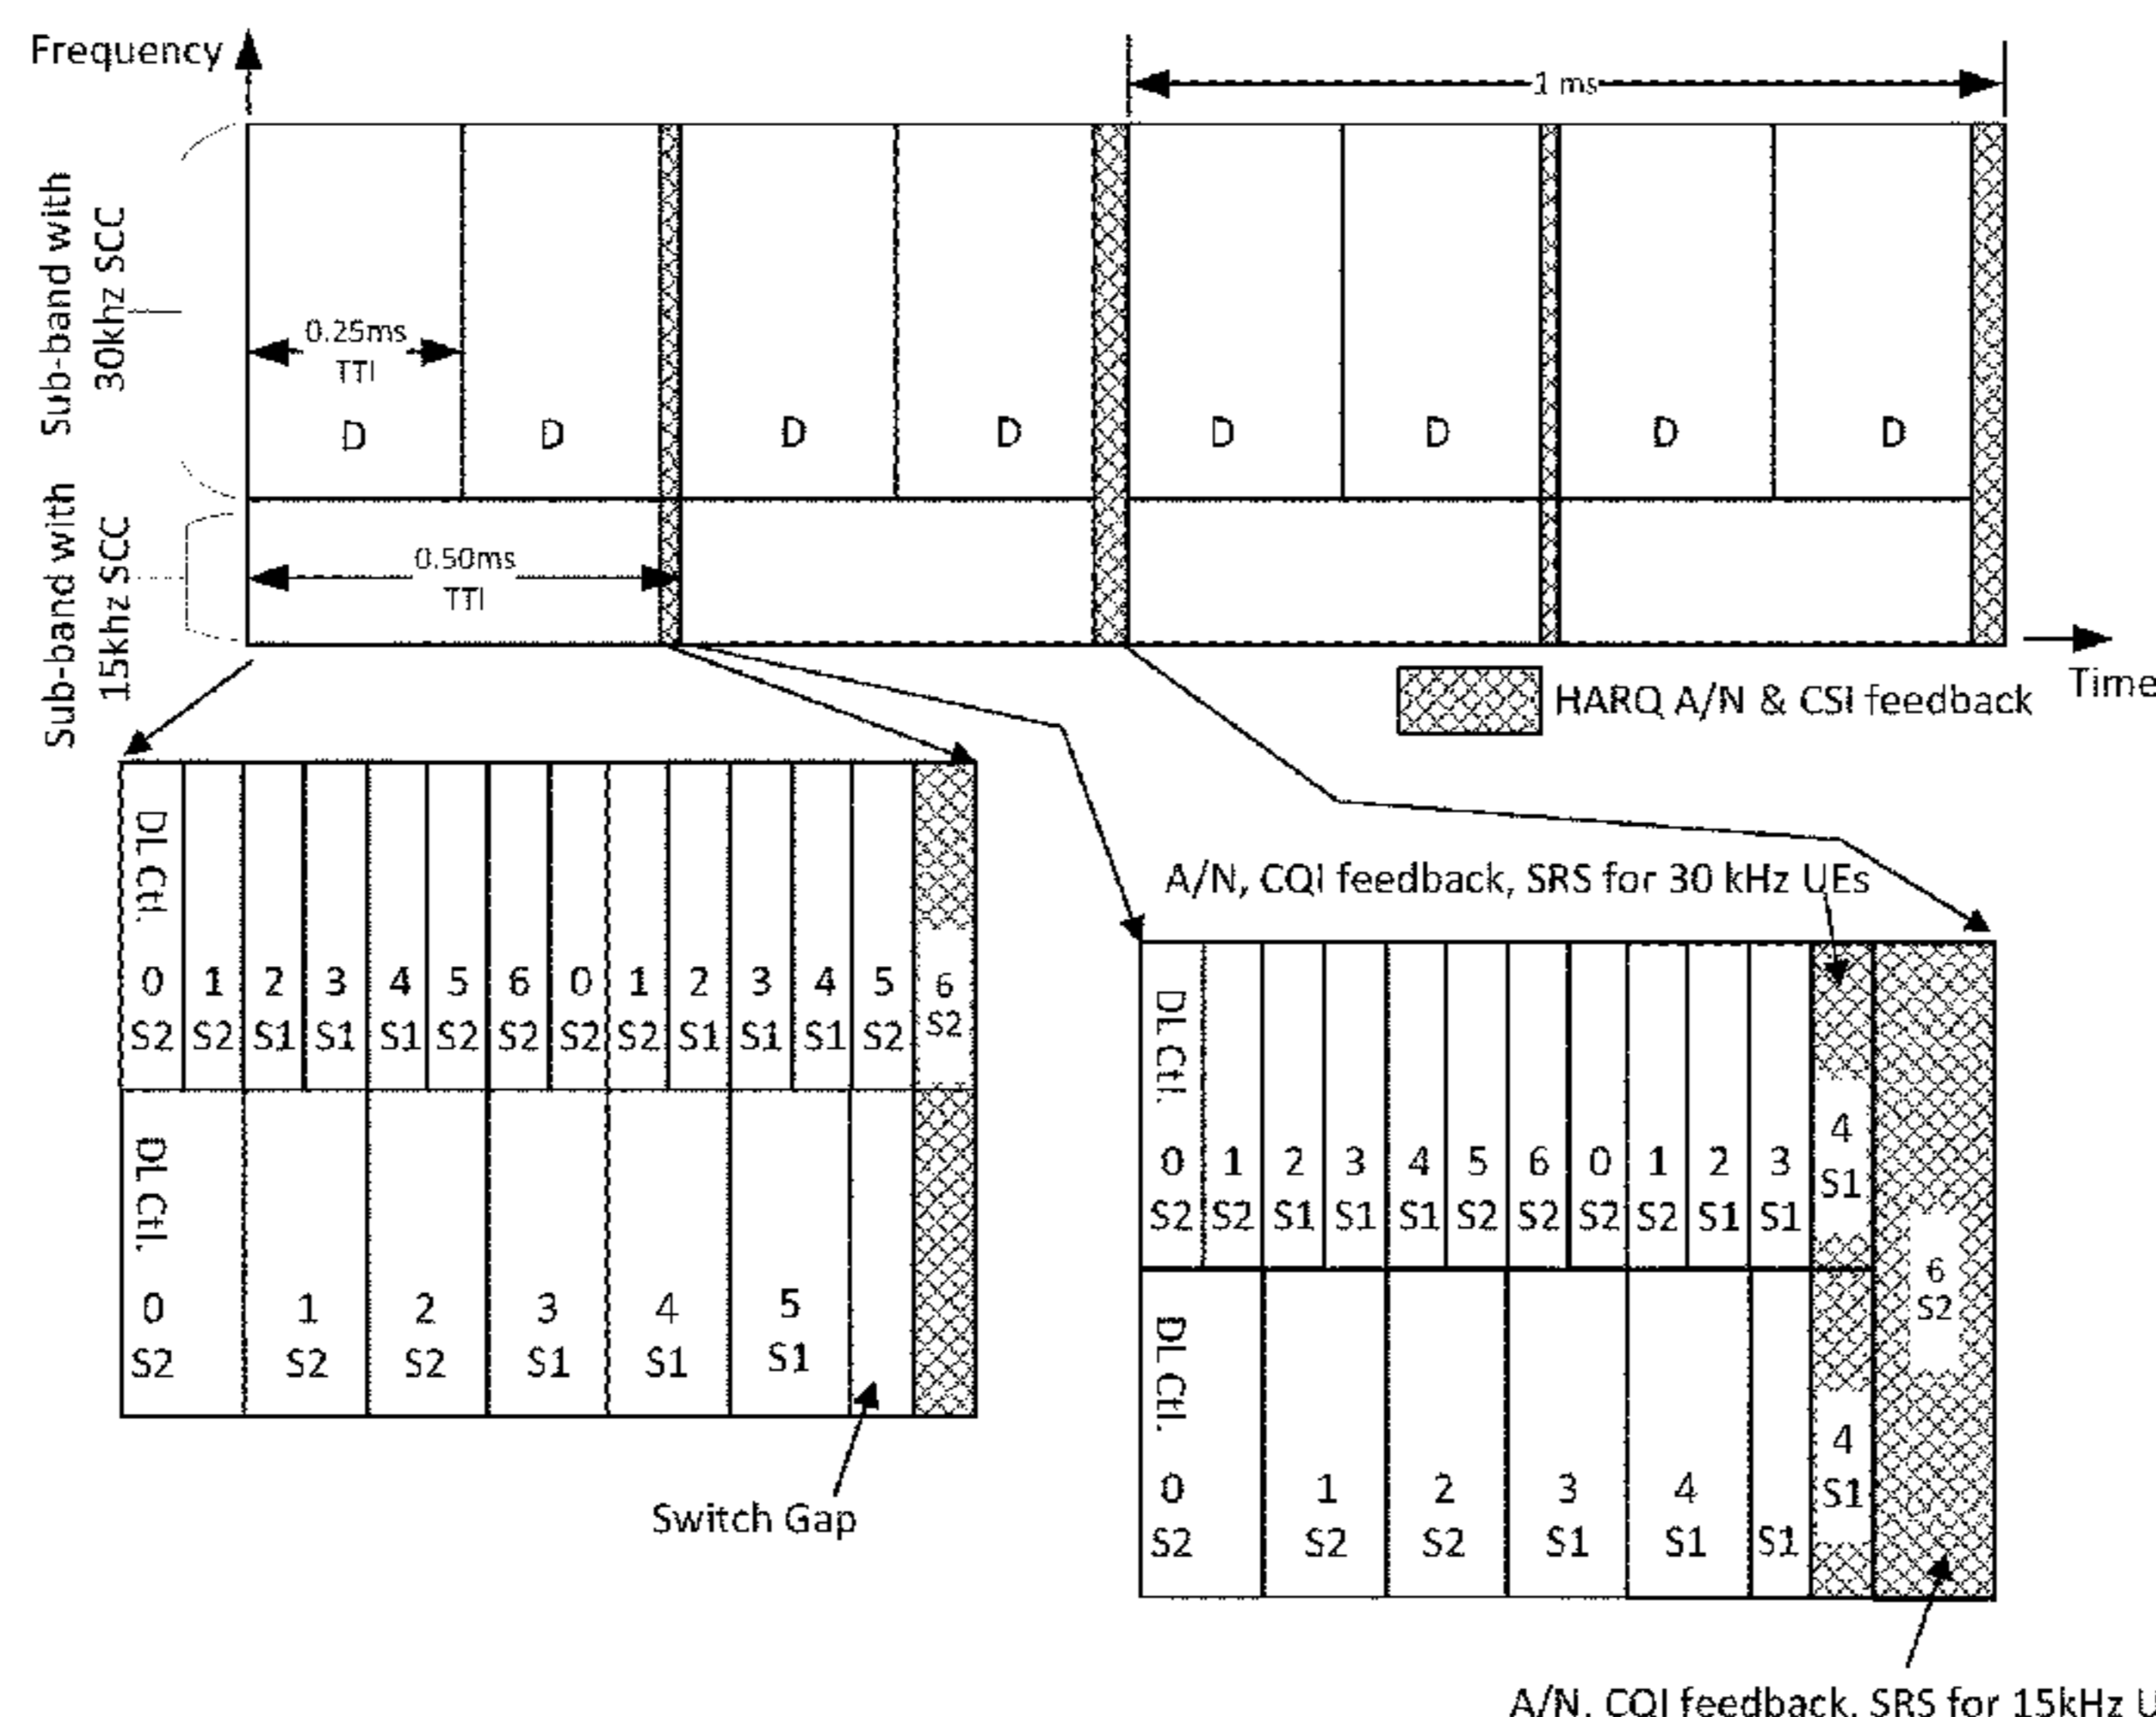 Frequency
1 ms
Sub-band with
30khz SCC
0.25ms
TTI
D D D D D D D D
Sub-band with
15khz SCC
0.50ms
TTI
Time
HARQ A/N & CSI feedback
DL Ctl.
0 1 2 3 4 5 6 0 1 2 3 4 5 6
S2 S2 S1 S1 S1 S2 S2 S2 S2 S1 S1 S1 S2 S2
DL Ctl.
0 1 2 3 4 5
S2 S2 S2 S1 S1 S1
Switch Gap
A/N, CQI feedback, SRS for 30 kHz UEs
DL Ctl.
0 1 2 3 4 5 6 0 1 2 3 4
S2 S2 S1 S1 S1 S2 S2 S2 S2 S1 S1 S1
6
S2
DL Ctl.
0 1 2 3 4 4
S2 S2 S2 S1 S1 S1 S1
A/N, CQI feedback, SRS for 15kHz U